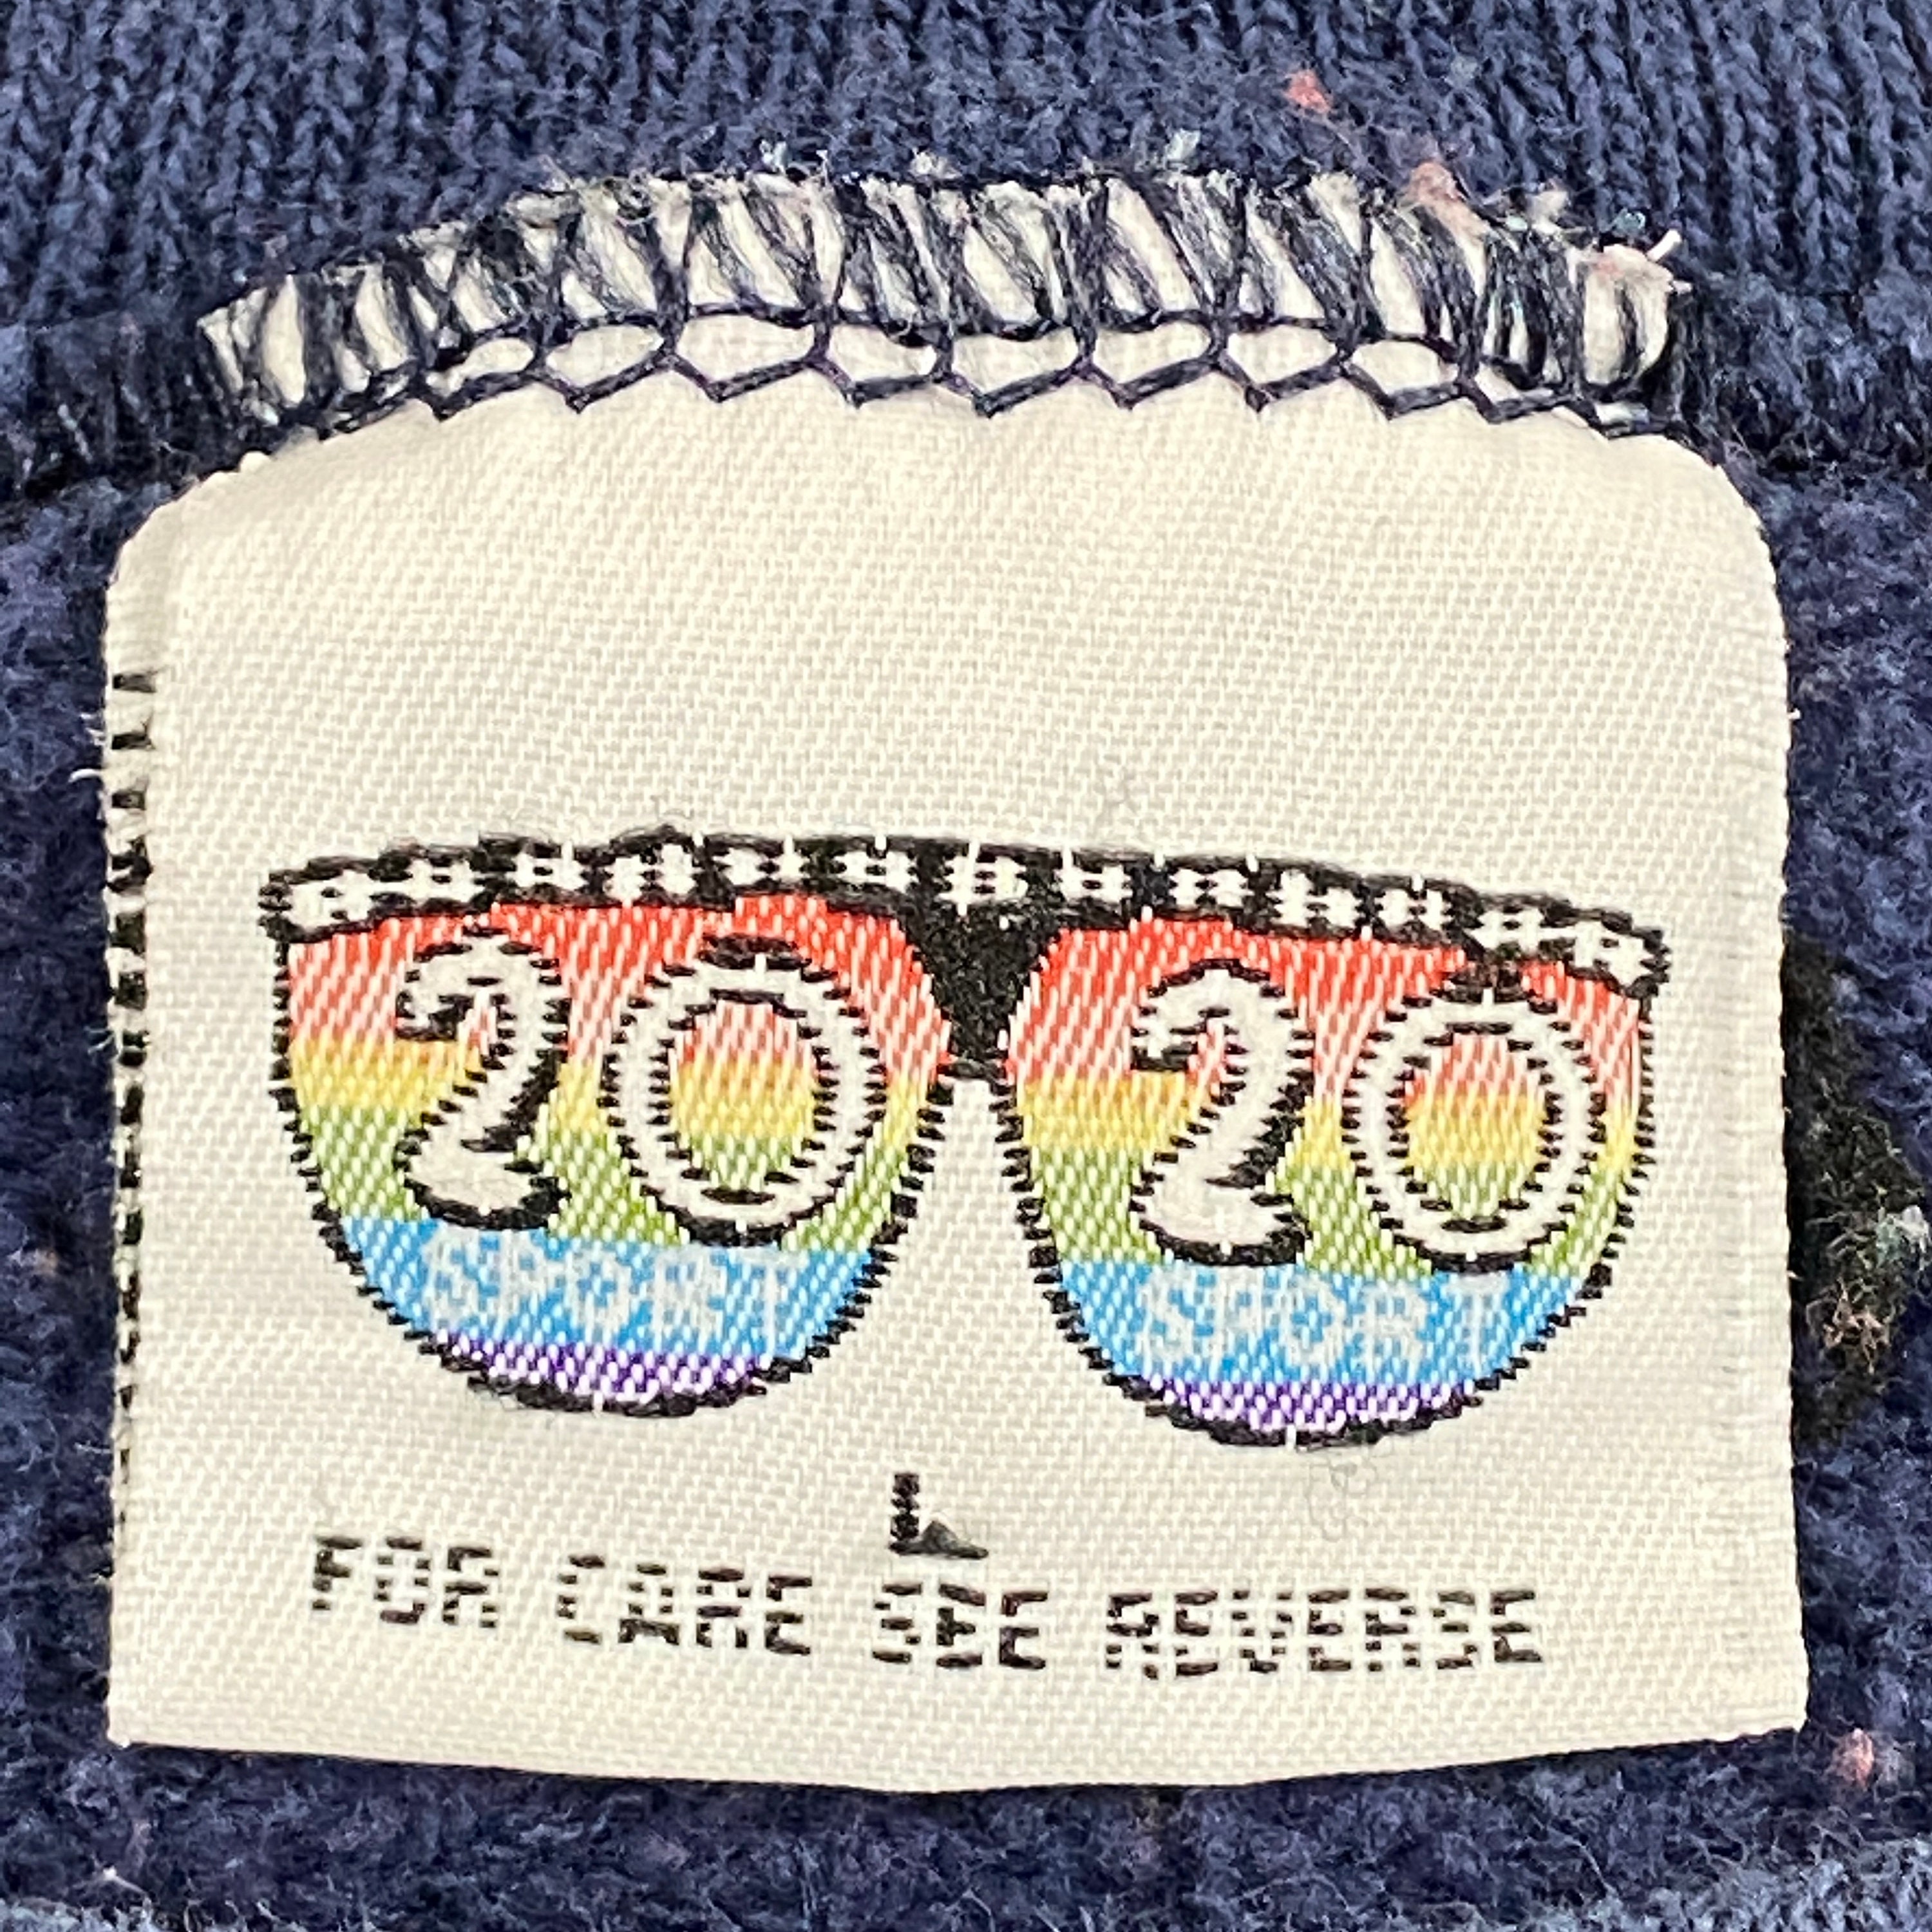 20 20
SPORT SPORT
L
FOR CARE SEE REVERSE